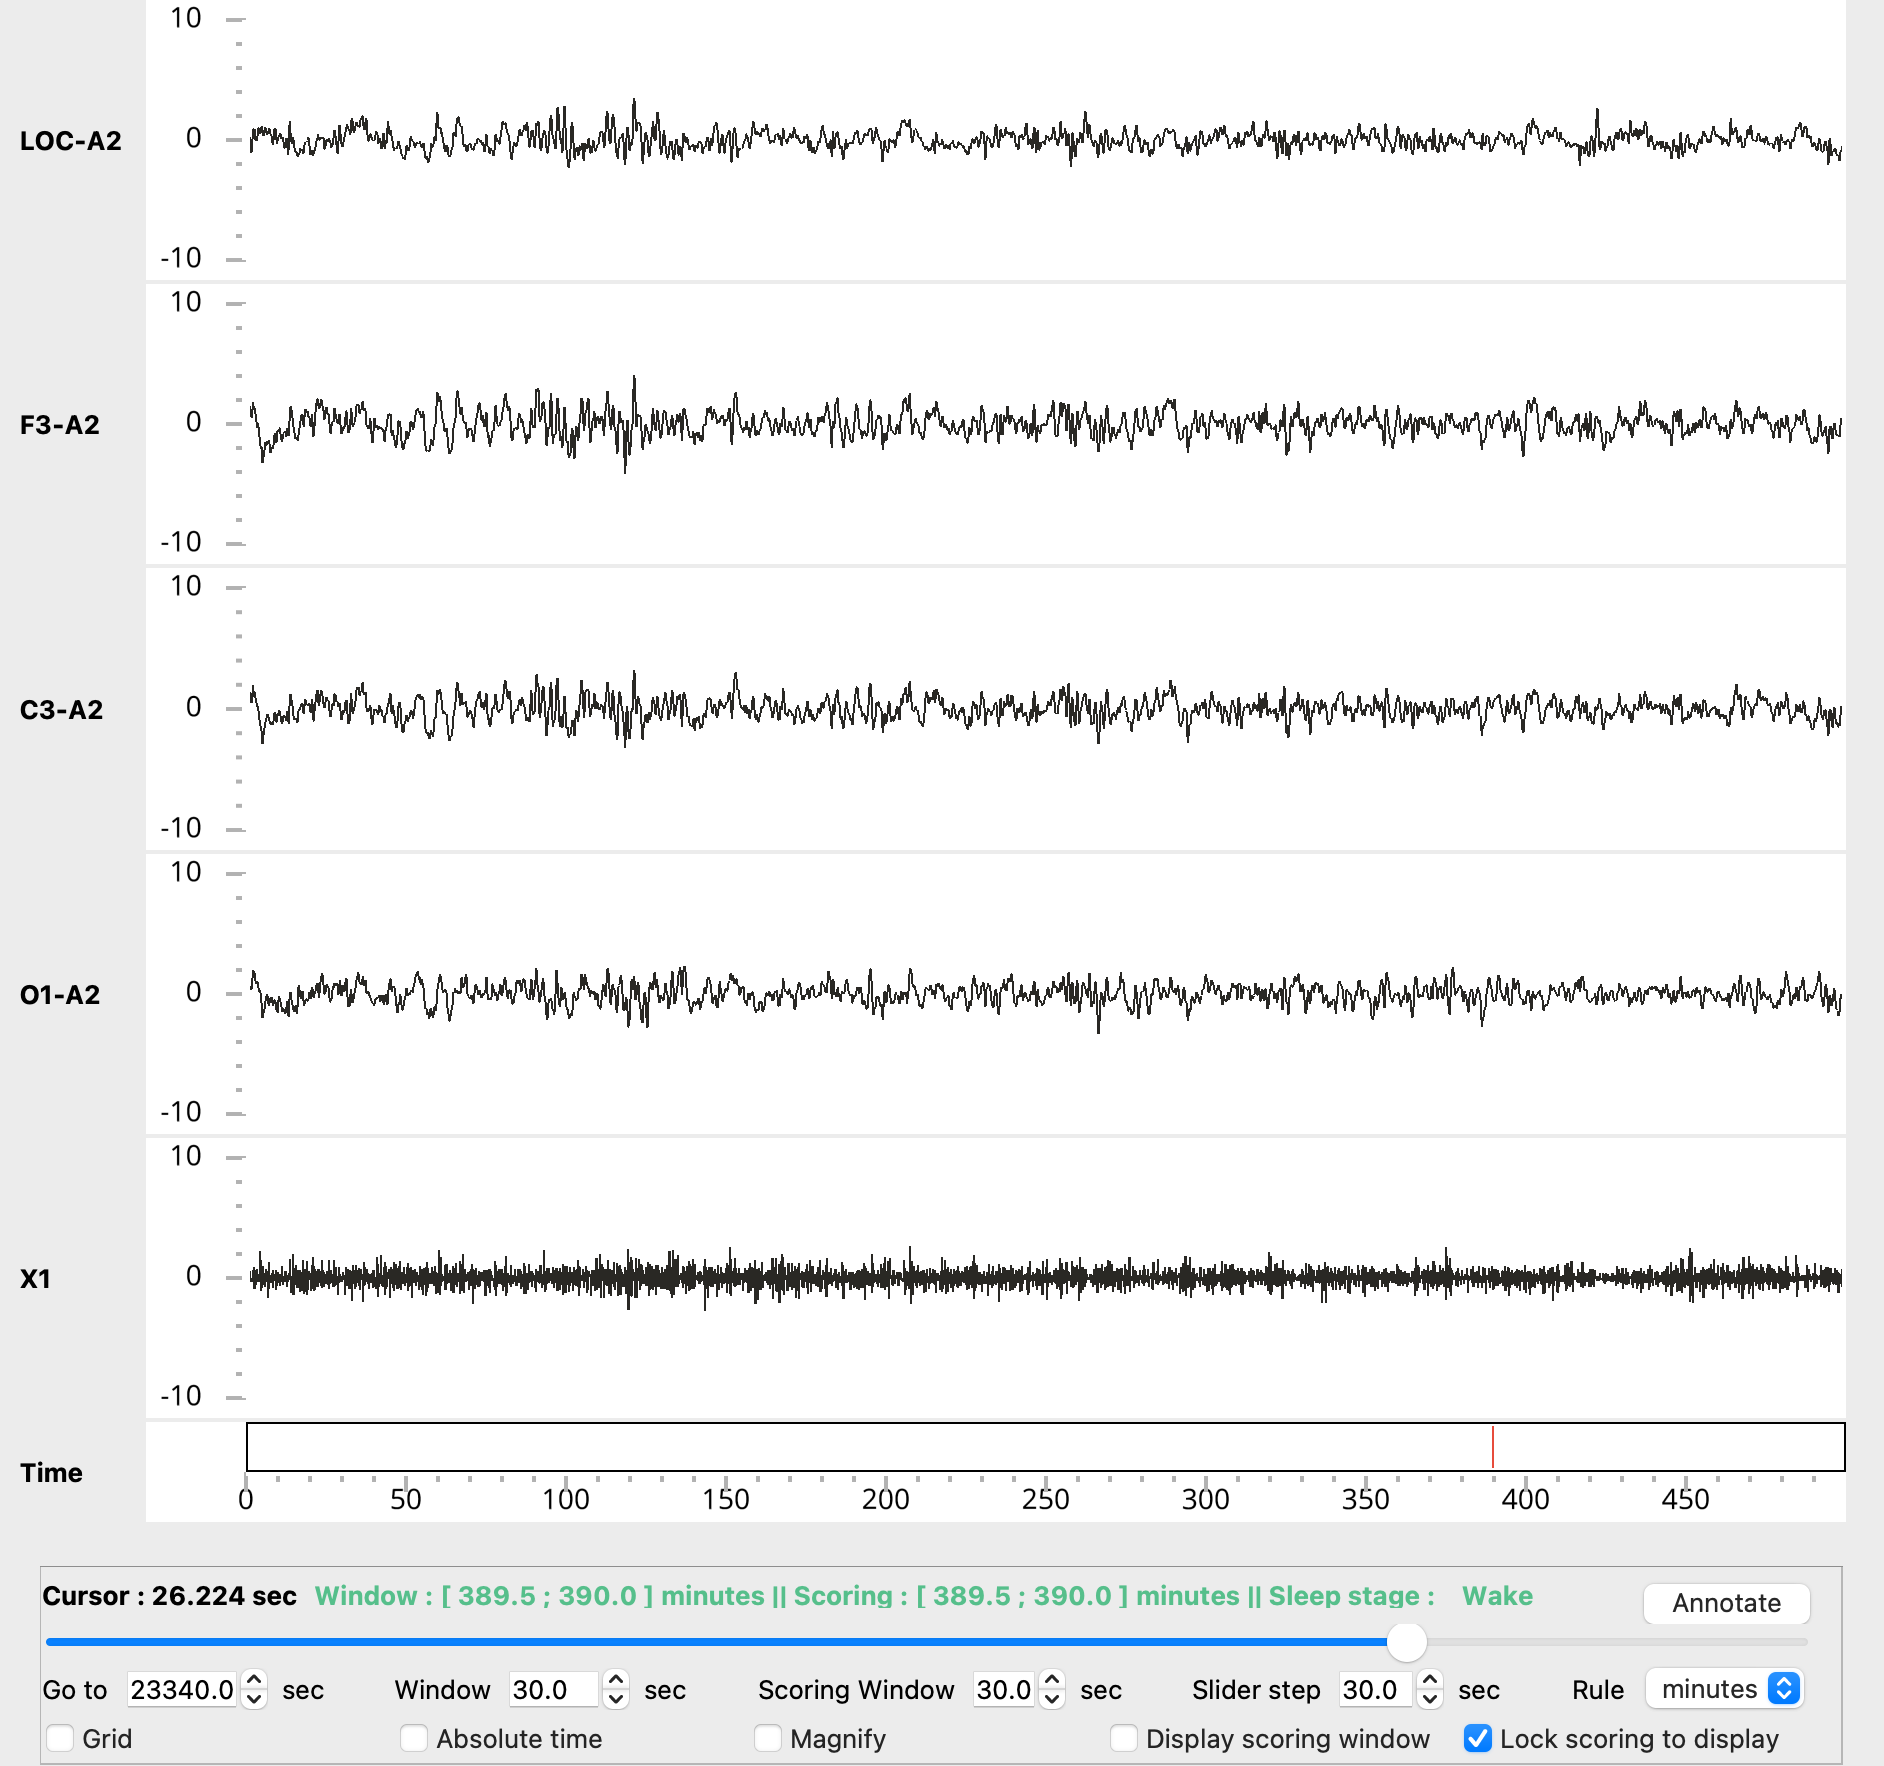 10
LOC-A2 0
-10
10
F3-A2 0
-10
10
C3-A2 0
-10
10
O1-A2 0
-10
10
X1 0
-10
Time
0 50 100 150 200 250 300 350 400 450
Cursor : 26.224 sec Window : [ 389.5 ; 390.0 ] minutes || Scoring : [ 389.5 ; 390.0 ] minutes || Sleep stage : Wake Annotate
Go to 23340.0 sec Window 30.0 sec Scoring Window 30.0 sec Slider step 30.0 sec Rule minutes
Grid Absolute time Magnify Display scoring window Lock scoring to display